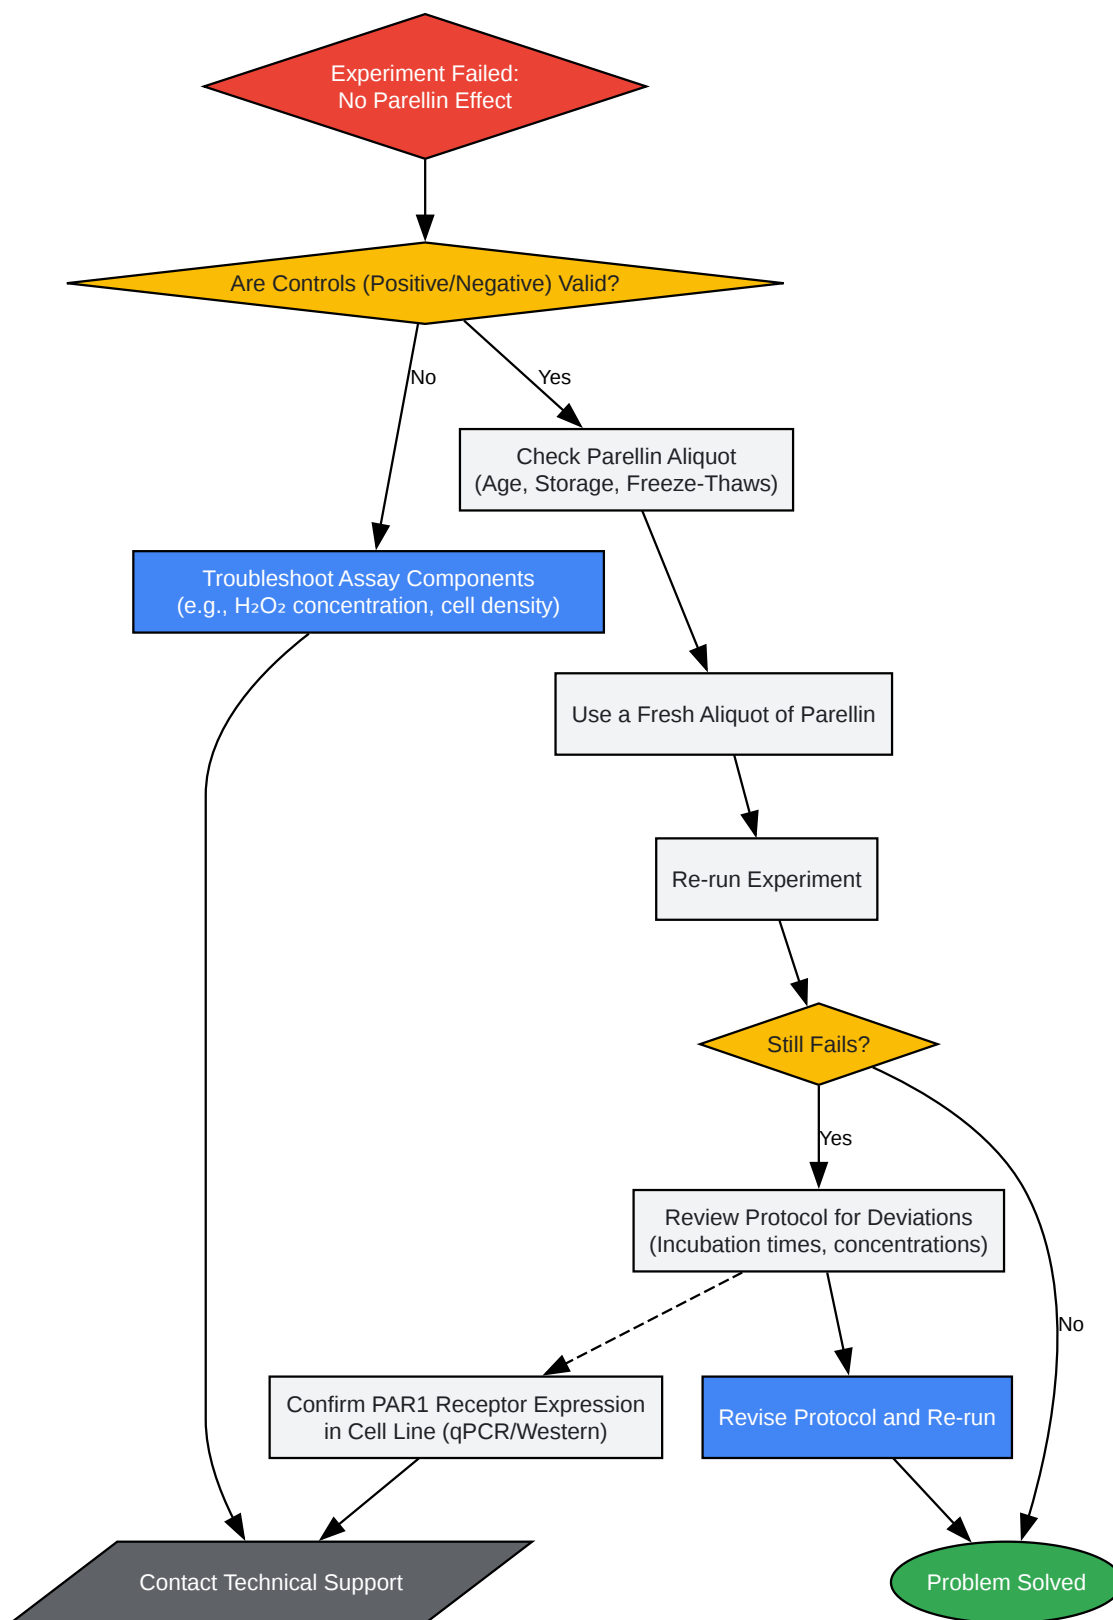 Experiment Failed:
No Parellin Effect
Are Controls (Positive/Negative) Valid?
No
Yes
Check Parellin Aliquot
(Age, Storage, Freeze-Thaws)
Troubleshoot Assay Components
(e.g., H₂O₂ concentration, cell density)
Use a Fresh Aliquot of Parellin
Re-run Experiment
Still Fails?
Yes
Review Protocol for Deviations
(Incubation times, concentrations)
No
Confirm PAR1 Receptor Expression
in Cell Line (qPCR/Western)
Revise Protocol and Re-run
Contact Technical Support
Problem Solved